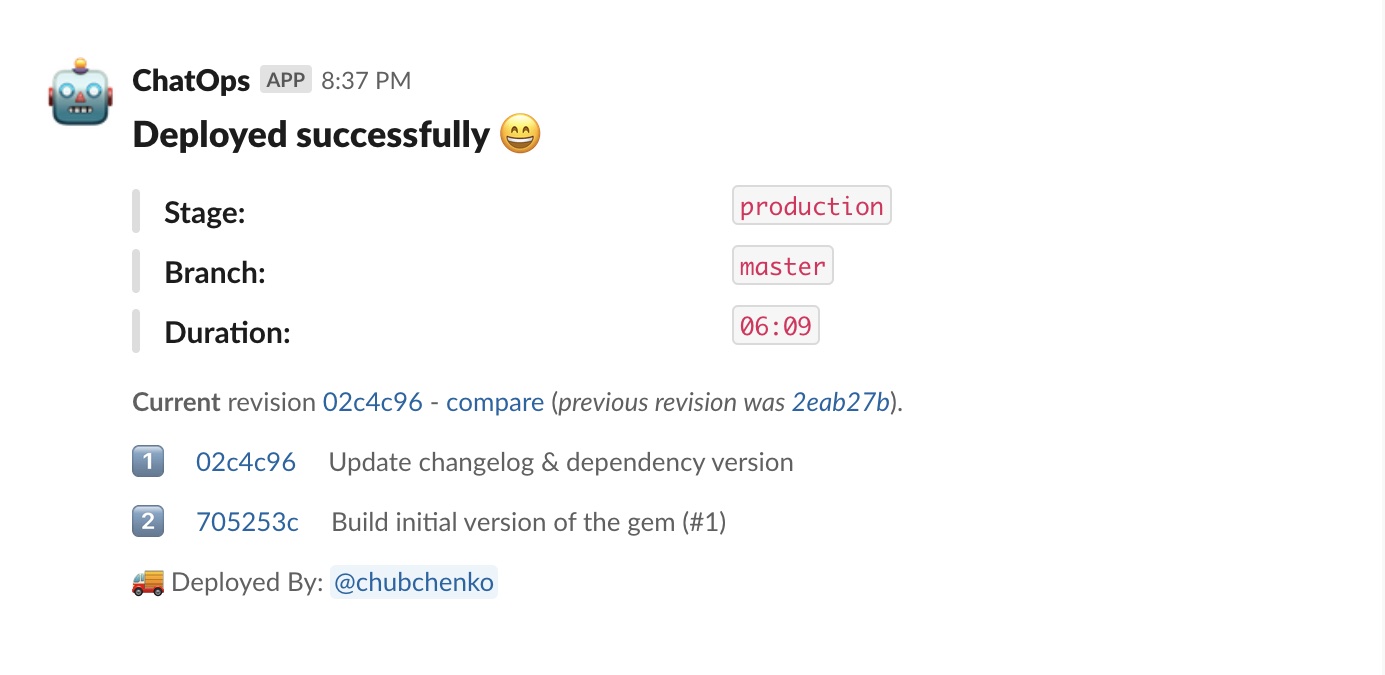 ChatOps APP 8:37 PM
Deployed successfully 😄
Stage: production
Branch: master
Duration: 06:09
Current revision 02c4c96 - compare (previous revision was 2eab27b).
1 02c4c96 Update changelog & dependency version
2 705253c Build initial version of the gem (#1)
🚚 Deployed By: @chubchenko